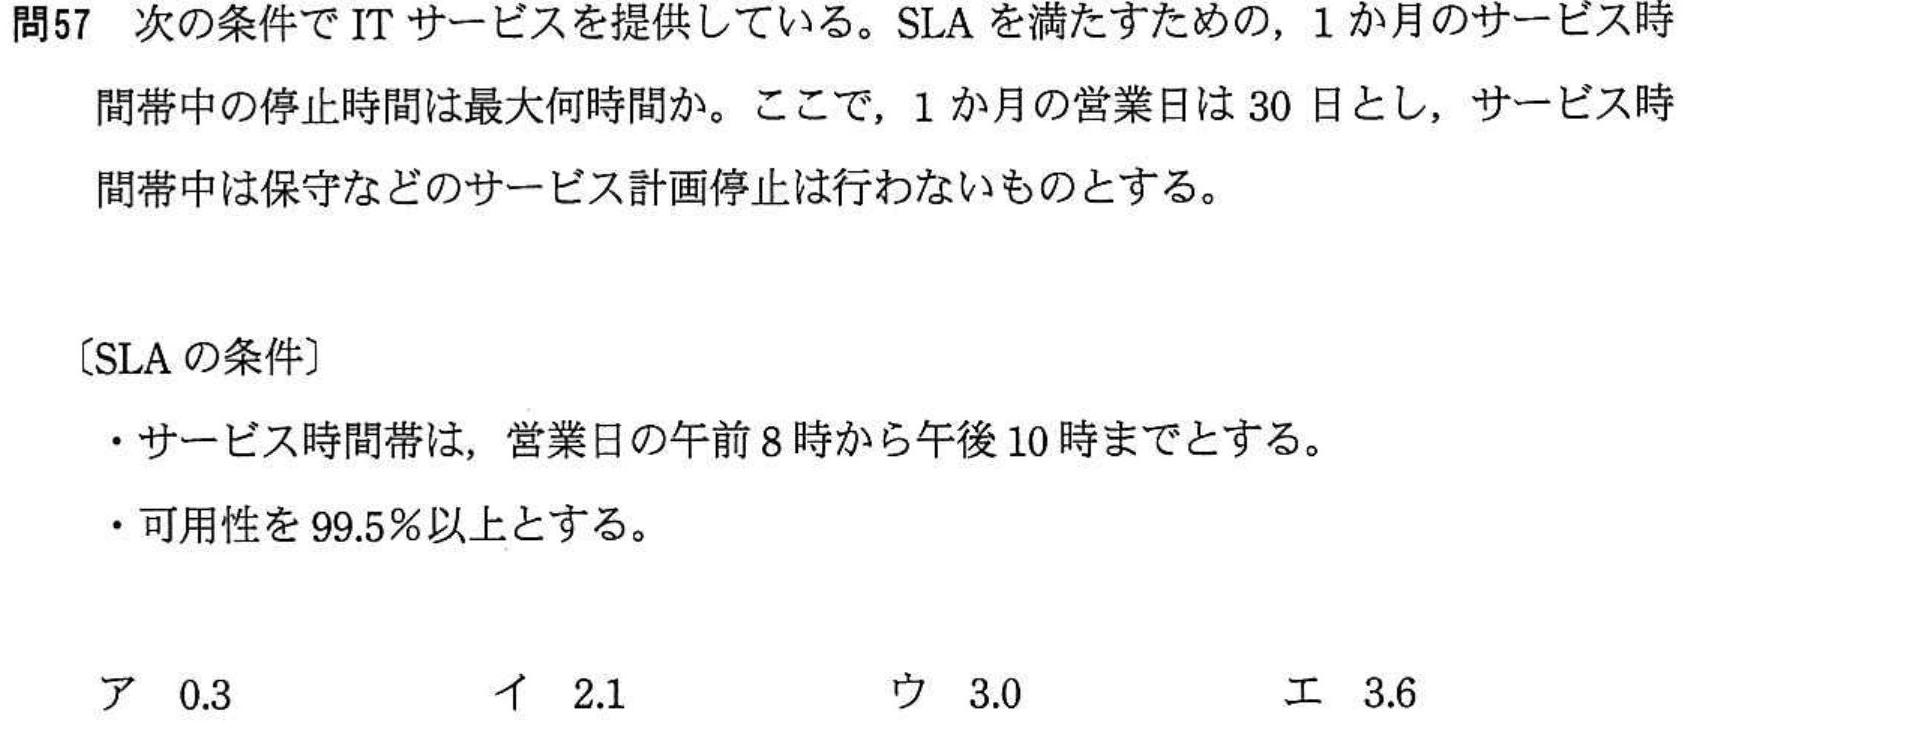 問57 次の条件で IT サービスを提供している。SLA を満たすための，1 か月のサービス時
間帯中の停止時間は最大何時間か。ここで，1 か月の営業日は 30 日とし，サービス時
間帯中は保守などのサービス計画停止は行わないものとする。
〔SLA の条件〕
・サービス時間帯は，営業日の午前 8 時から午後 10 時までとする。
・可用性を 99.5％以上とする。
ア 0.3 イ 2.1 ウ 3.0 エ 3.6